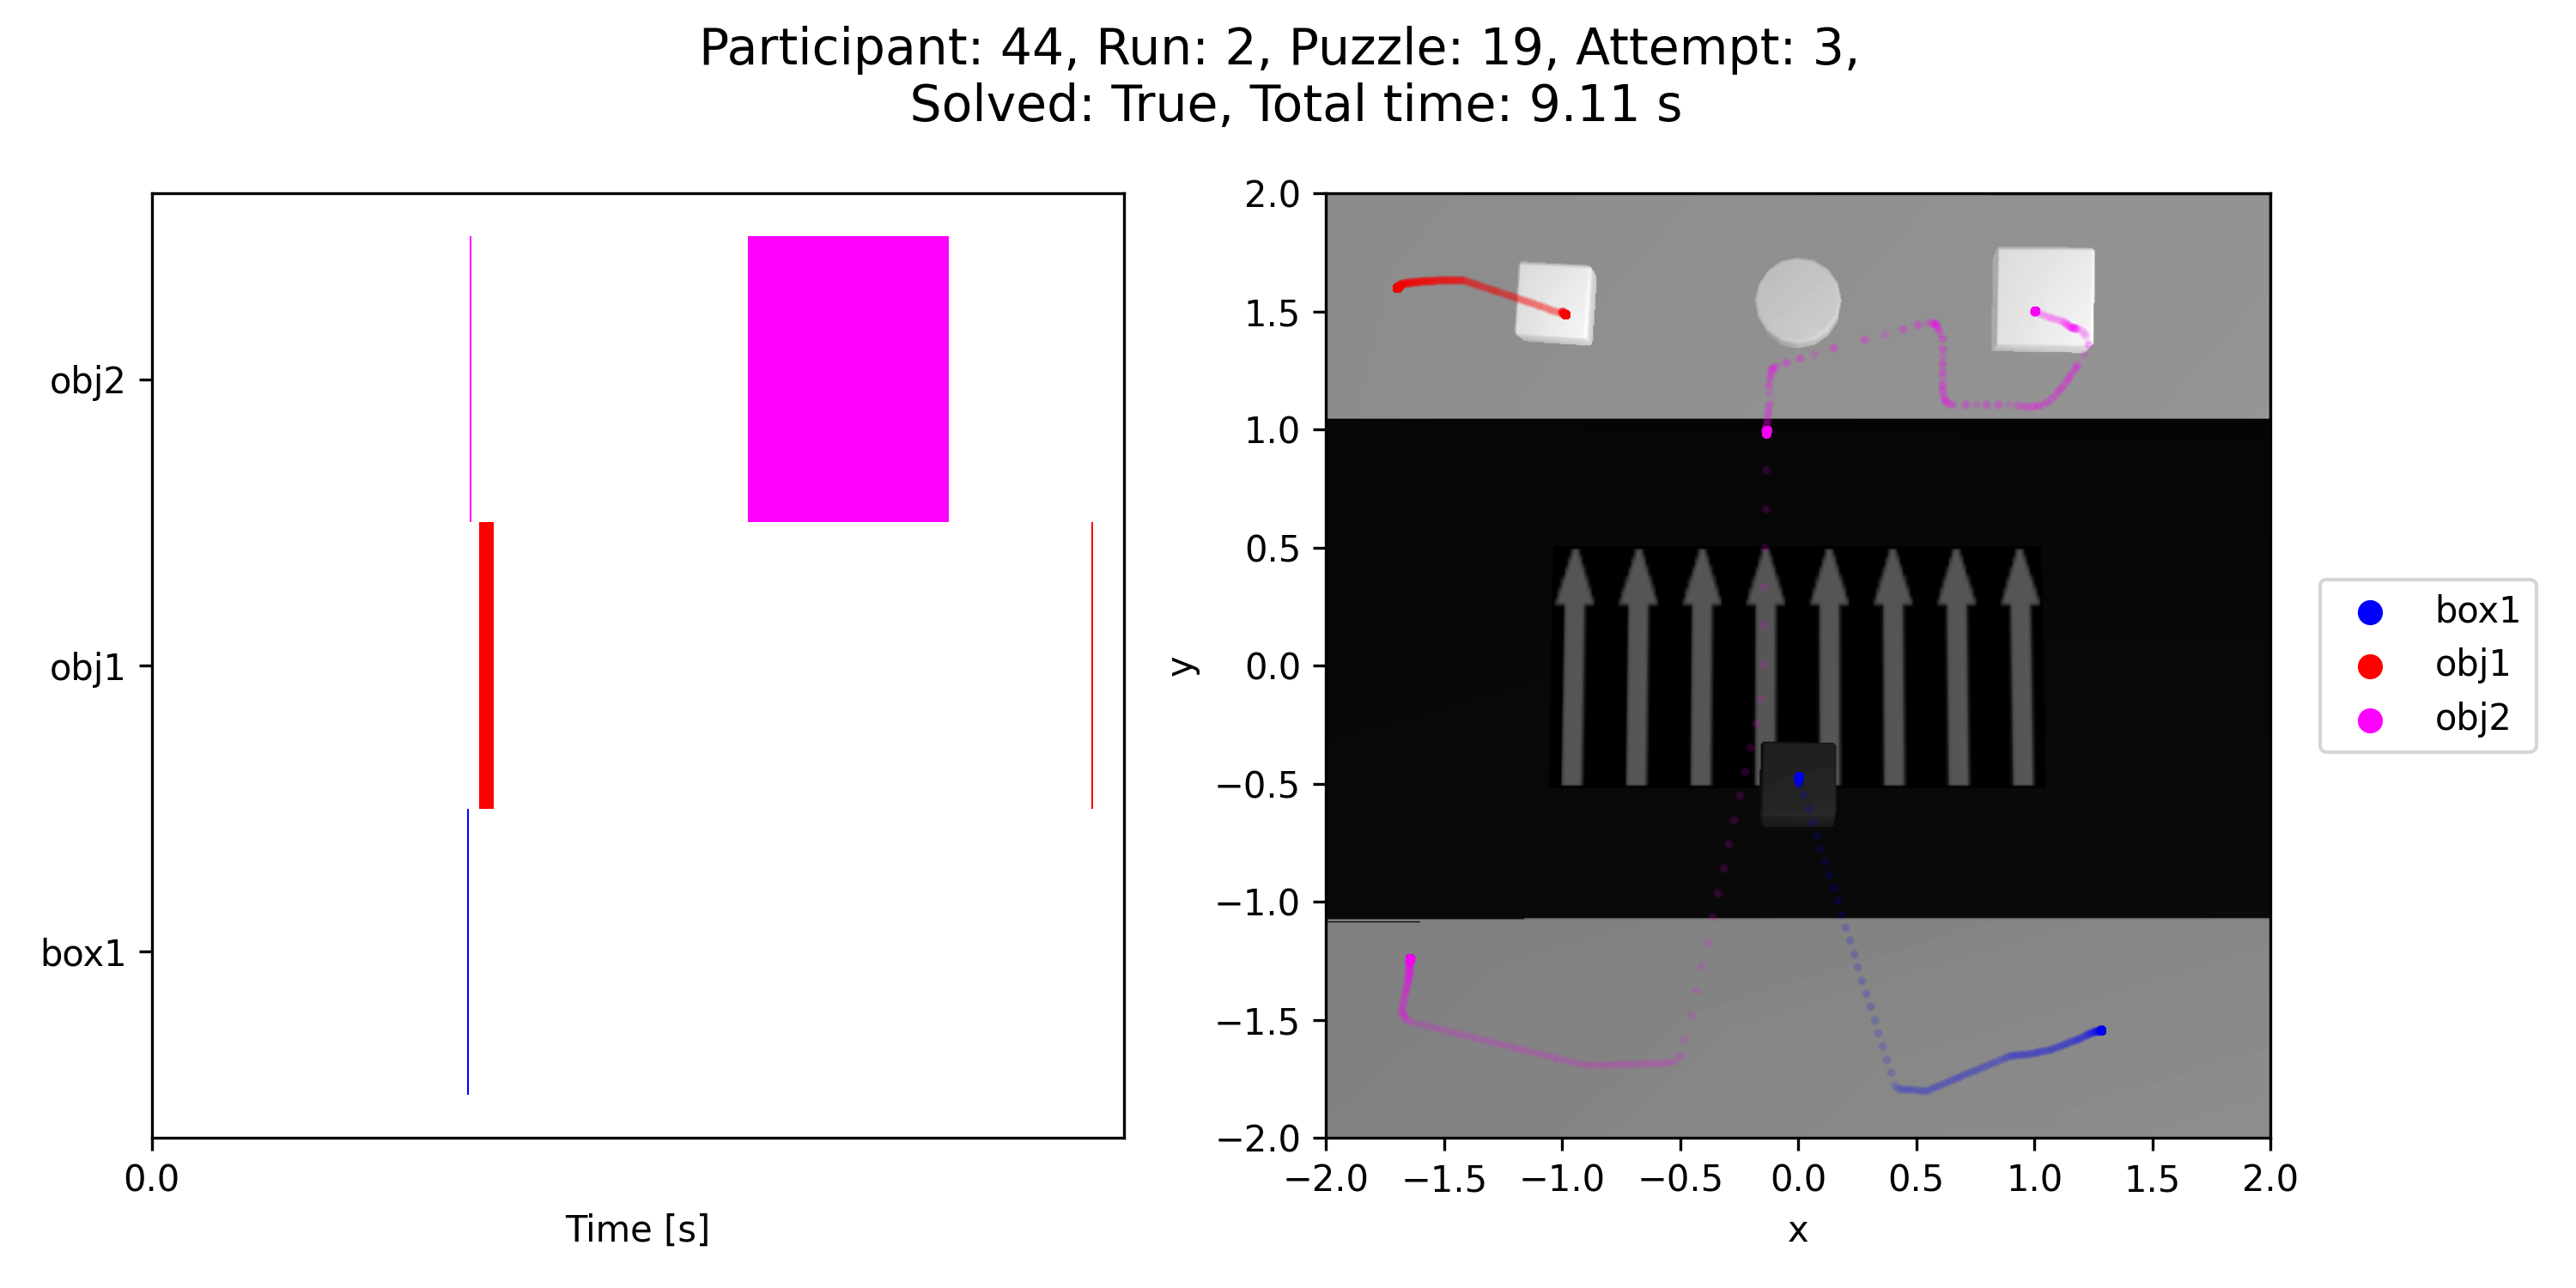 Participant: 44, Run: 2, Puzzle: 19, Attempt: 3,
Solved: True, Total time: 9.11 s
obj2
obj1
box1
0.0
Time [s]
y
2.0
1.5
1.0
0.5
0.0
−0.5
−1.0
−1.5
−2.0
−2.0 −1.5 −1.0 −0.5 0.0 0.5 1.0 1.5 2.0
x
box1
obj1
obj2